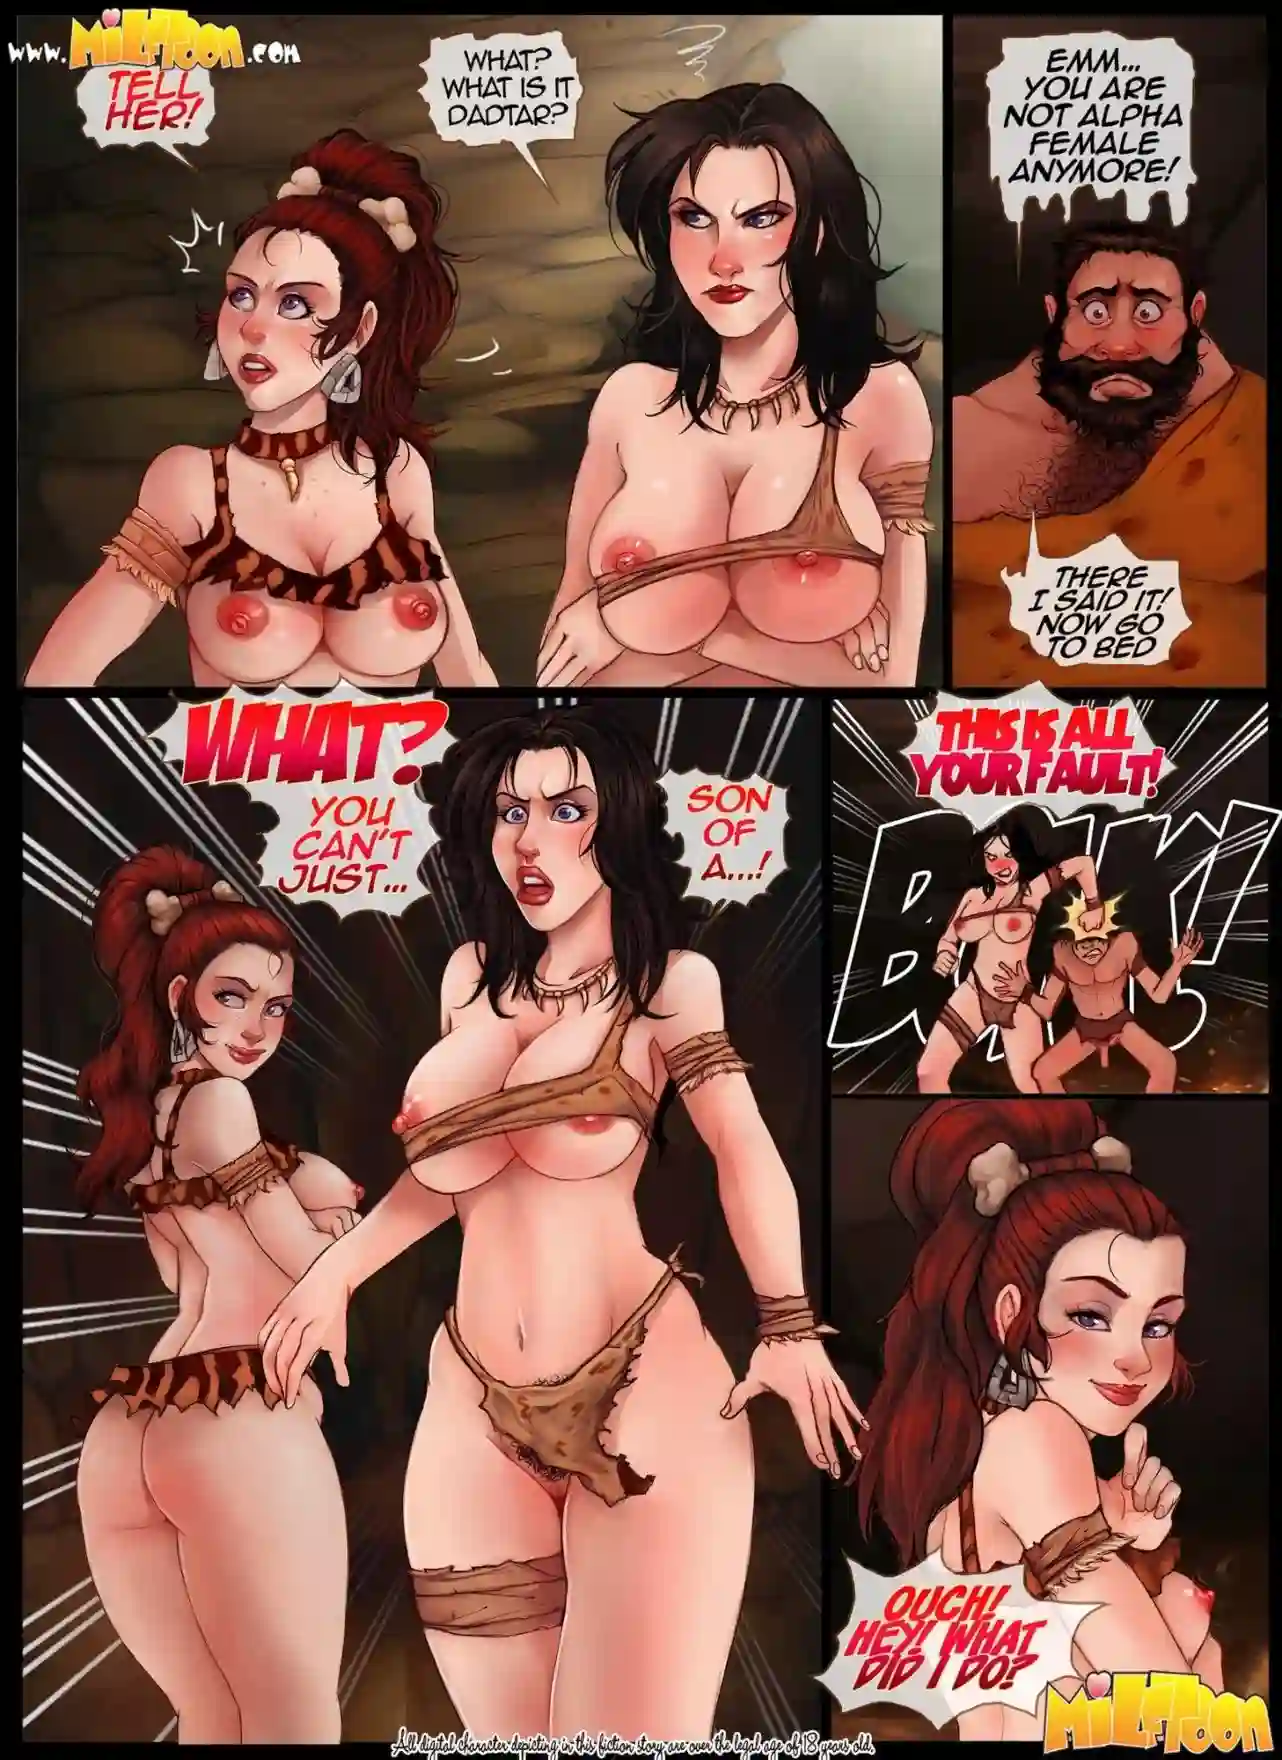 www.MilfToon.com
TELL
HER!
WHAT?
WHAT IS IT
DADTAR?
EMM...
YOU ARE
NOT ALPHA
FEMALE
ANYMORE!
THERE
I SAID IT!
NOW GO
TO BED
WHAT?
YOU
CAN'T
JUST...
SON
OF
A...!
THIS IS ALL
YOUR FAULT!
BONK!
OUCH!
HEY! WHAT
DID I DO?
MilfToon
All digital character depicting in this fiction story are over the legal age of 18 years old.